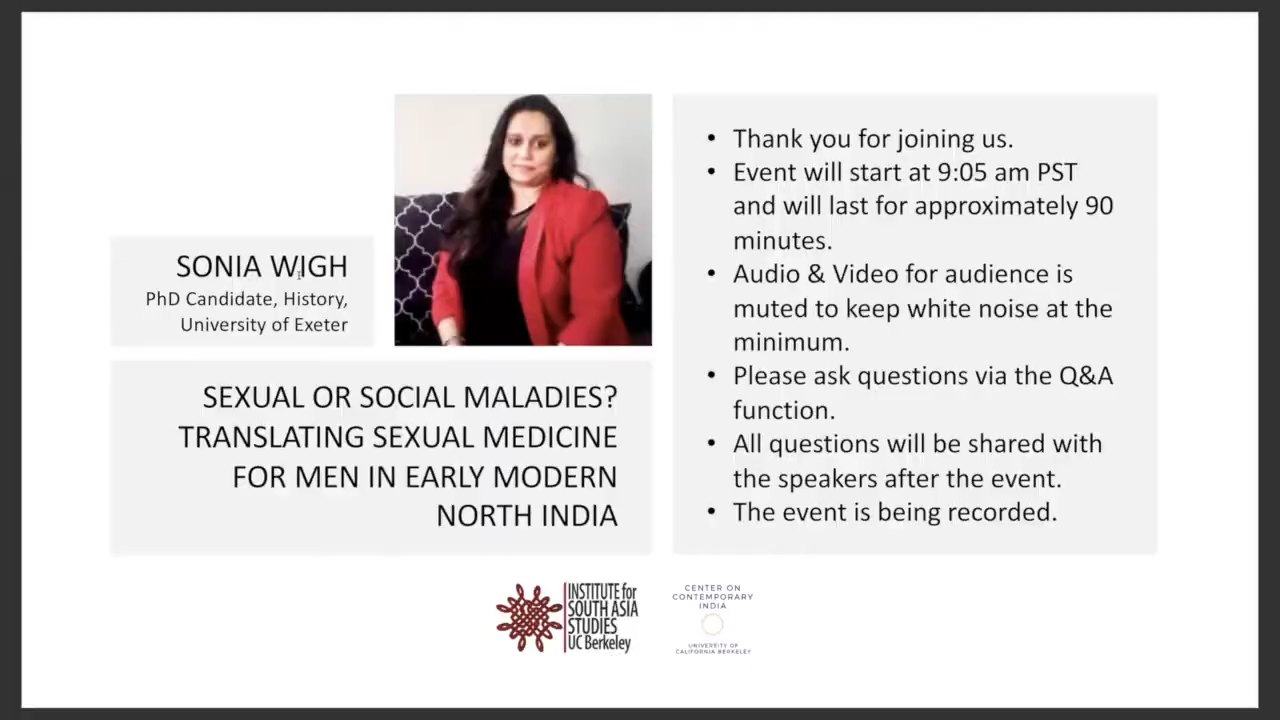 SONIA WIGH
PhD Candidate, History,
University of Exeter
SEXUAL OR SOCIAL MALADIES?
TRANSLATING SEXUAL MEDICINE
FOR MEN IN EARLY MODERN
NORTH INDIA
• Thank you for joining us.
• Event will start at 9:05 am PST
and will last for approximately 90
minutes.
• Audio & Video for audience is
muted to keep white noise at the
minimum.
• Please ask questions via the Q&A
function.
• All questions will be shared with
the speakers after the event.
• The event is being recorded.
INSTITUTE for
SOUTH ASIA
STUDIES
UC Berkeley
CENTER ON
CONTEMPORARY
INDIA
UNIVERSITY OF
CALIFORNIA BERKELEY